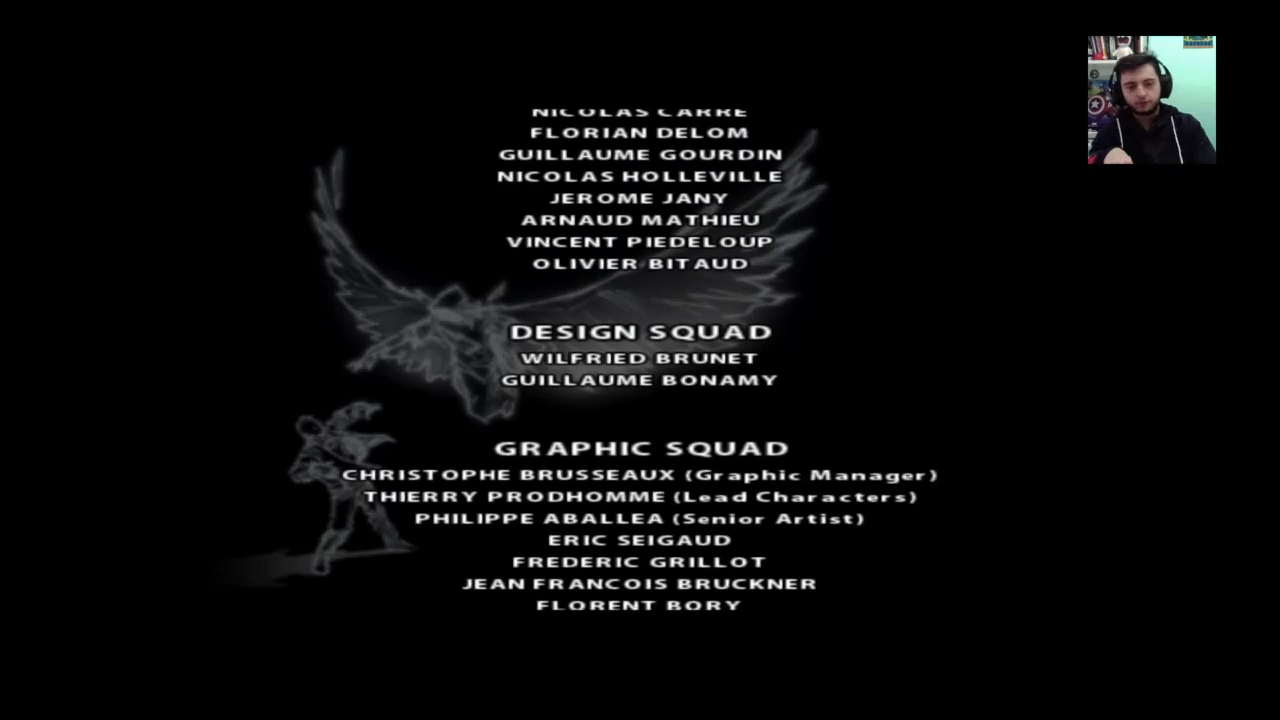 NICOLAS CARRE
FLORIAN DELOM
GUILLAUME GOURDIN
NICOLAS HOLLEVILLE
JEROME JANY
ARNAUD MATHIEU
VINCENT PIEDELOUP
OLIVIER BITAUD
DESIGN SQUAD
WILFRIED BRUNET
GUILLAUME BONAMY
GRAPHIC SQUAD
CHRISTOPHE BRUSSEAUX (Graphic Manager)
THIERRY PRODHOMME (Lead Characters)
PHILIPPE ABALLEA (Senior Artist)
ERIC SEIGAUD
FREDERIC GRILLOT
JEAN FRANCOIS BRUCKNER
FLORENT BORY